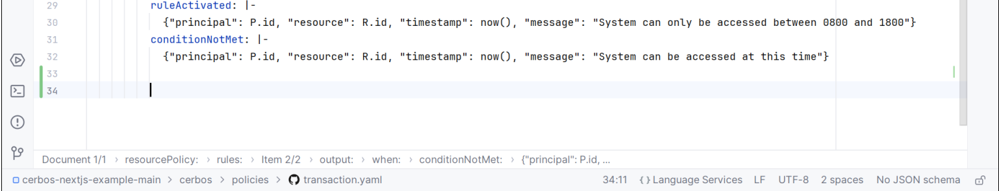 29 ruleActivated: |-
30 {"principal": P.id, "resource": R.id, "timestamp": now(), "message": "System can only be accessed between 0800 and 1800"}
31 conditionNotMet: |-
32 {"principal": P.id, "resource": R.id, "timestamp": now(), "message": "System can be accessed at this time"}
33
34
Document 1/1 › resourcePolicy: › rules: › Item 2/2 › output: › when: › conditionNotMet: › {"principal": P.id, ...
cerbos-nextjs-example-main › cerbos › policies › transaction.yaml 34:11 {} Language Services LF UTF-8 2 spaces No JSON schema